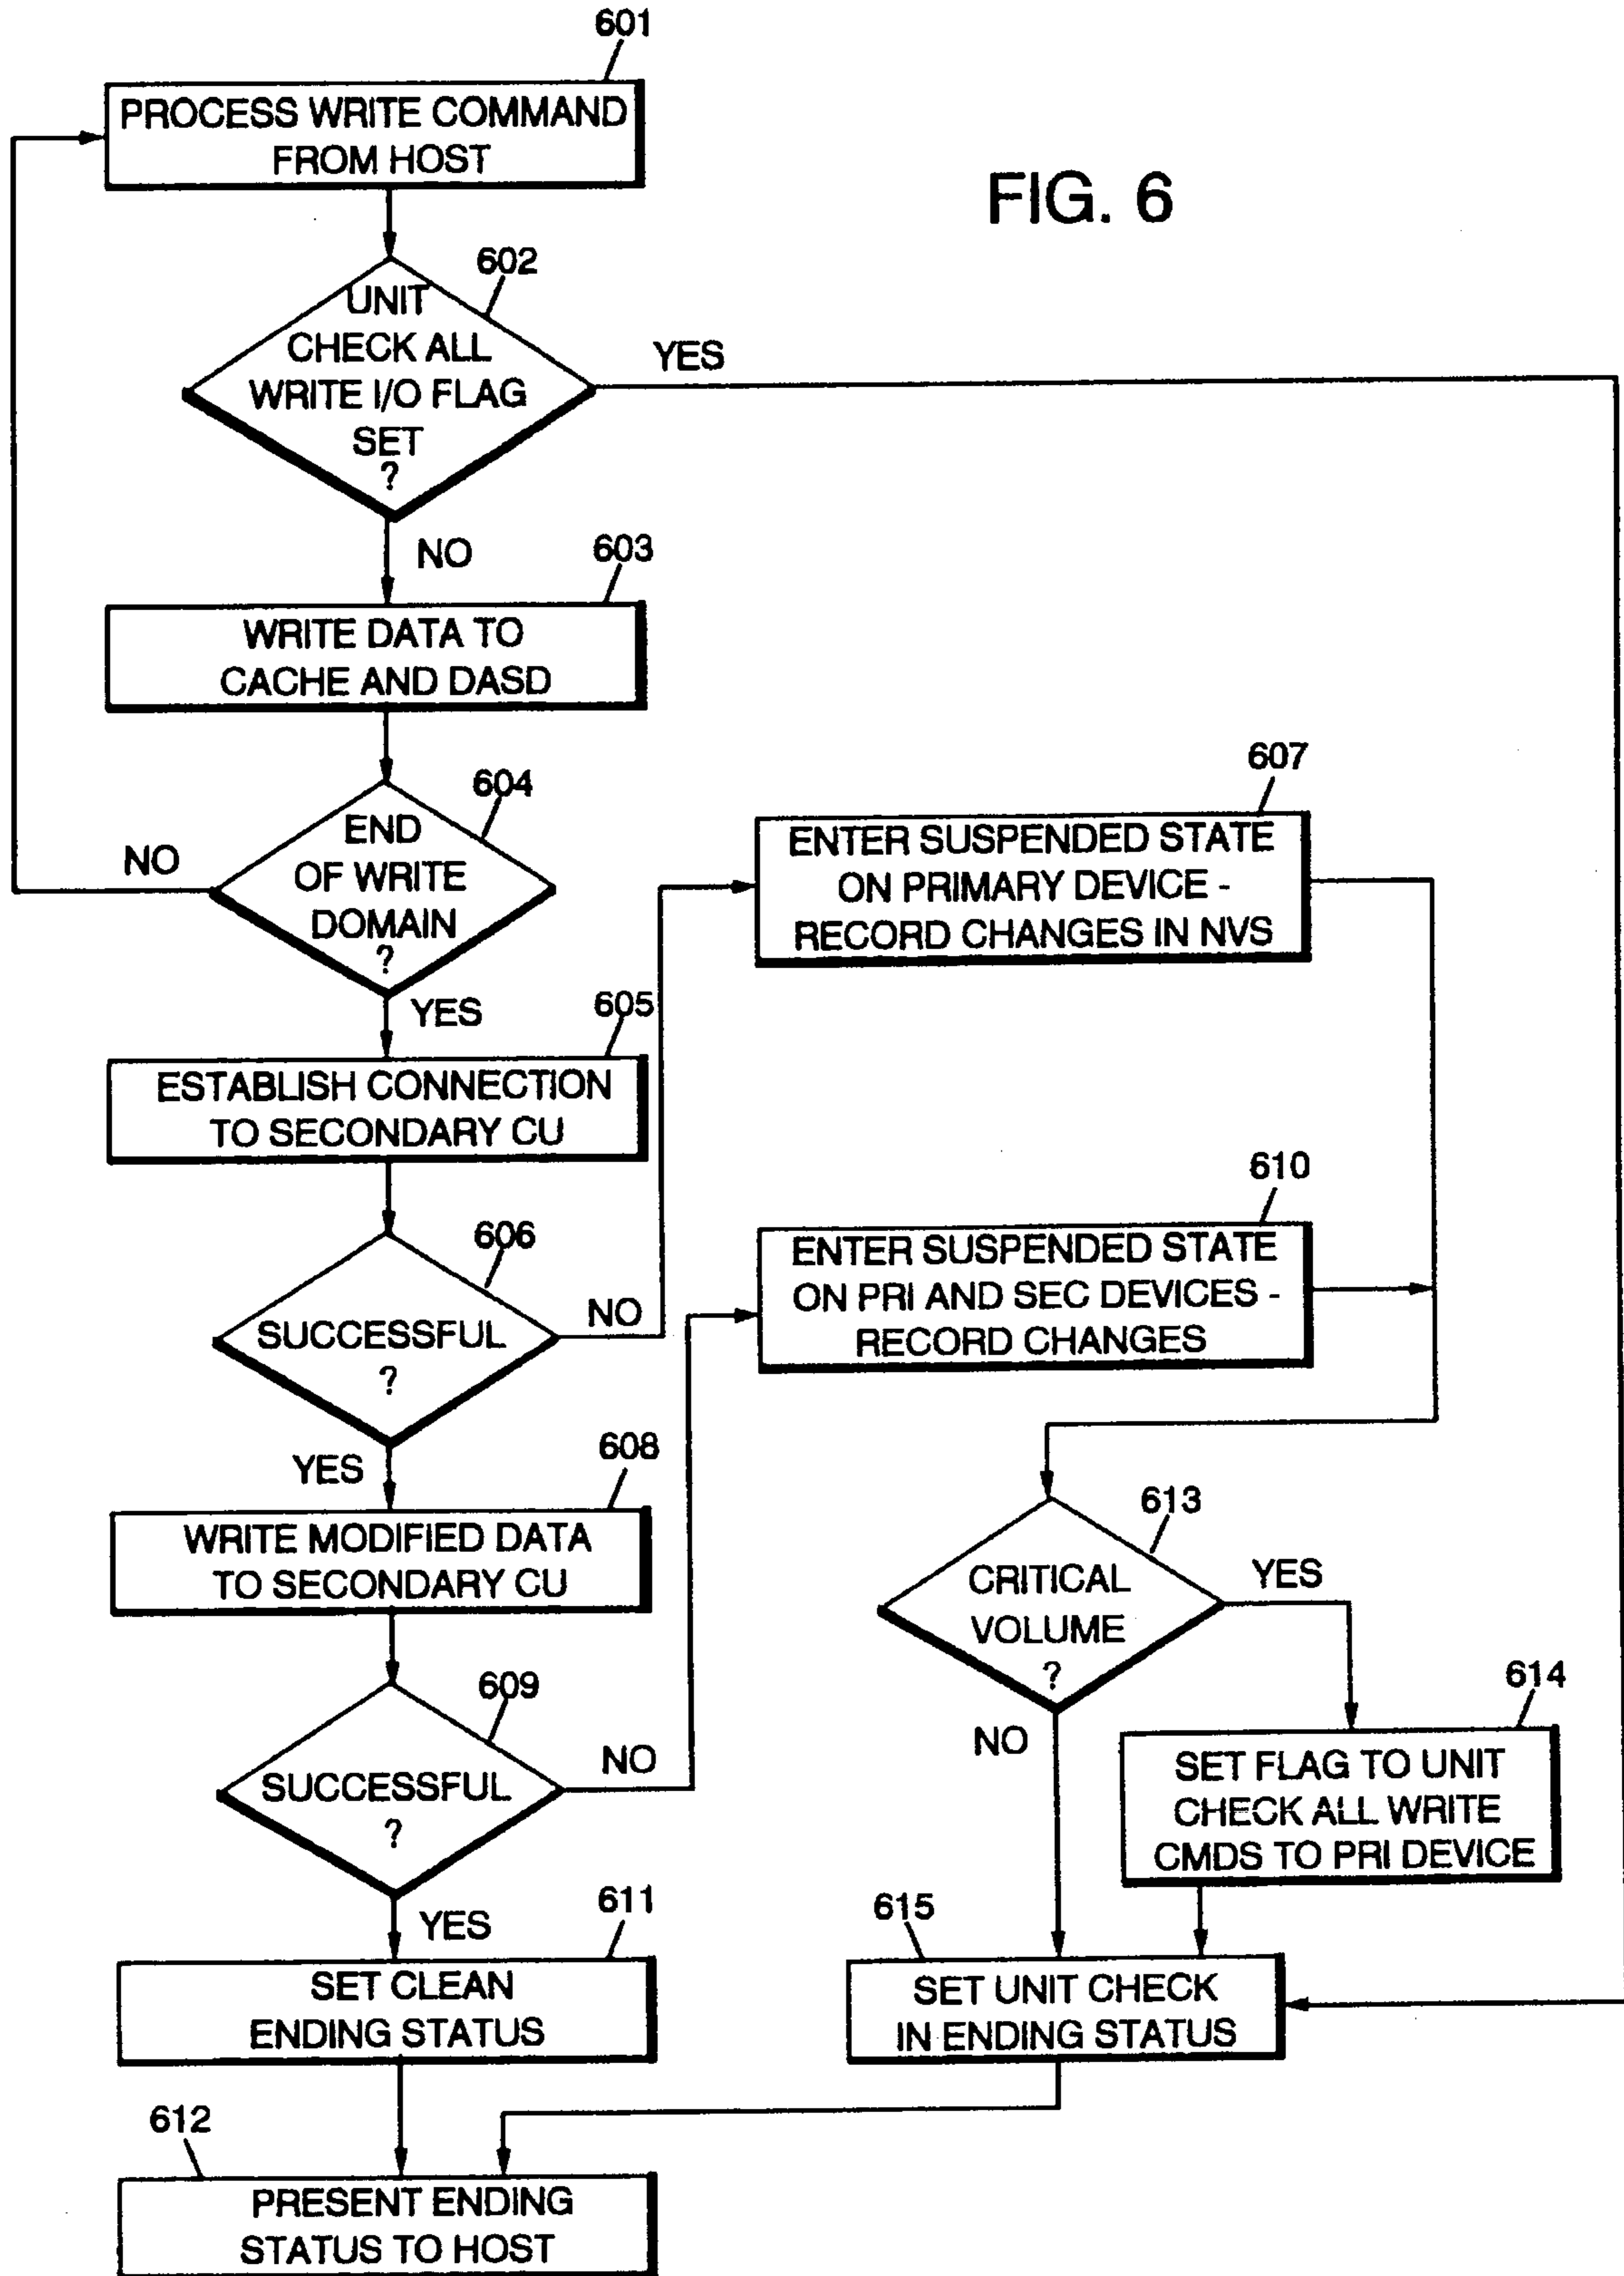 601
PROCESS WRITE COMMAND
FROM HOST
FIG. 6
602
UNIT
CHECK ALL
WRITE I/O FLAG
SET
?
YES
NO
603
WRITE DATA TO
CACHE AND DASD
604
END
OF WRITE
DOMAIN
?
NO
YES
605
ESTABLISH CONNECTION
TO SECONDARY CU
606
SUCCESSFUL
?
NO
YES
607
ENTER SUSPENDED STATE
ON PRIMARY DEVICE -
RECORD CHANGES IN NVS
608
WRITE MODIFIED DATA
TO SECONDARY CU
609
SUCCESSFUL
?
NO
YES
610
ENTER SUSPENDED STATE
ON PRI AND SEC DEVICES -
RECORD CHANGES
611
SET CLEAN
ENDING STATUS
613
CRITICAL
VOLUME
?
YES
NO
614
SET FLAG TO UNIT
CHECK ALL WRITE
CMDS TO PRI DEVICE
615
SET UNIT CHECK
IN ENDING STATUS
612
PRESENT ENDING
STATUS TO HOST